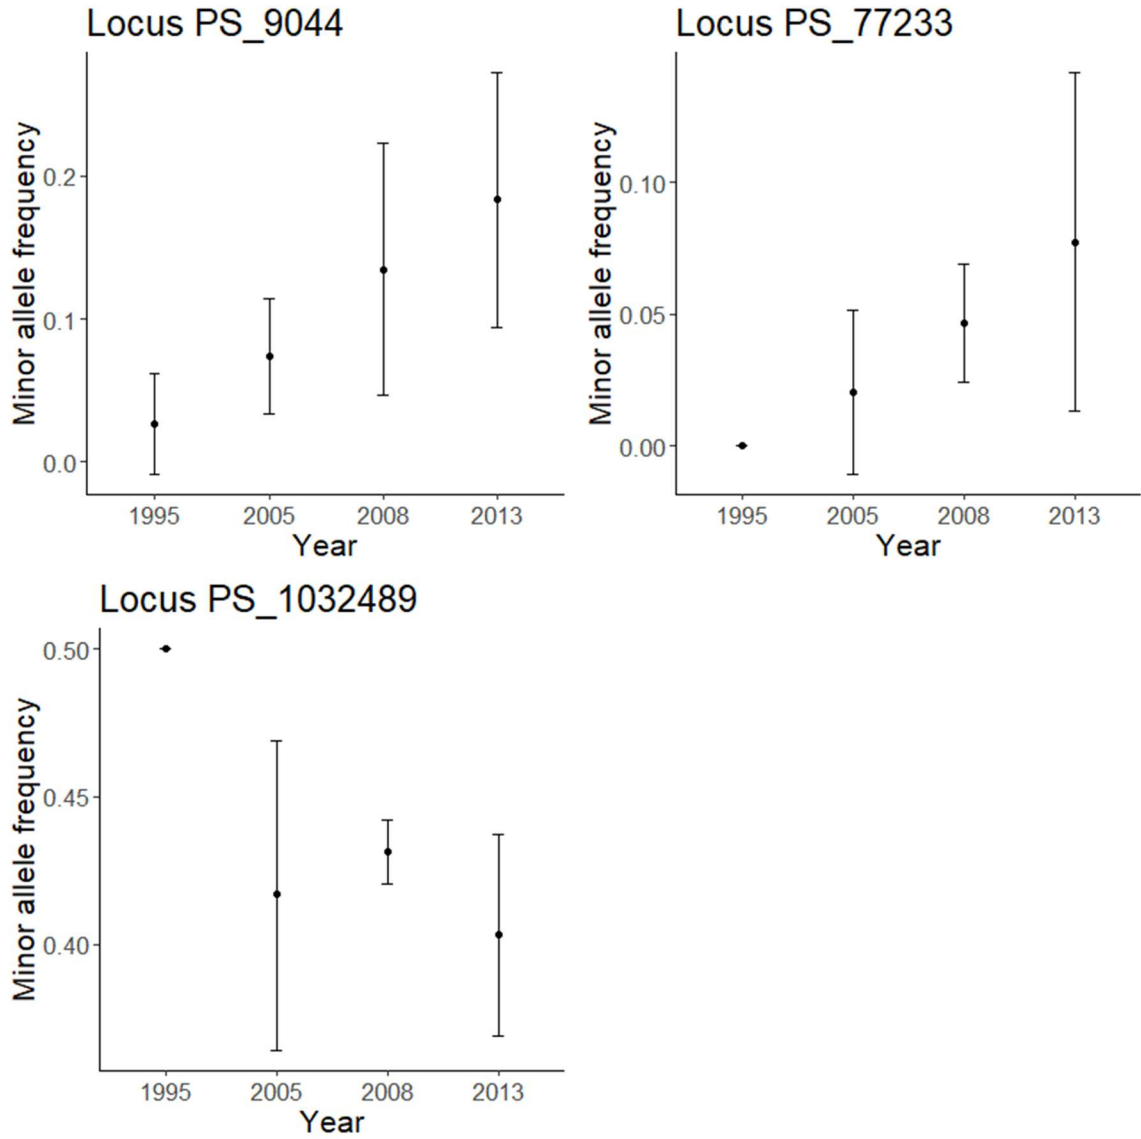 Locus PS_9044
Minor allele frequency
0.2
0.1
0.0
1995 2005 2008 2013
Year
Locus PS_77233
Minor allele frequency
0.10
0.05
0.00
1995 2005 2008 2013
Year
Locus PS_1032489
Minor allele frequency
0.50
0.45
0.40
1995 2005 2008 2013
Year